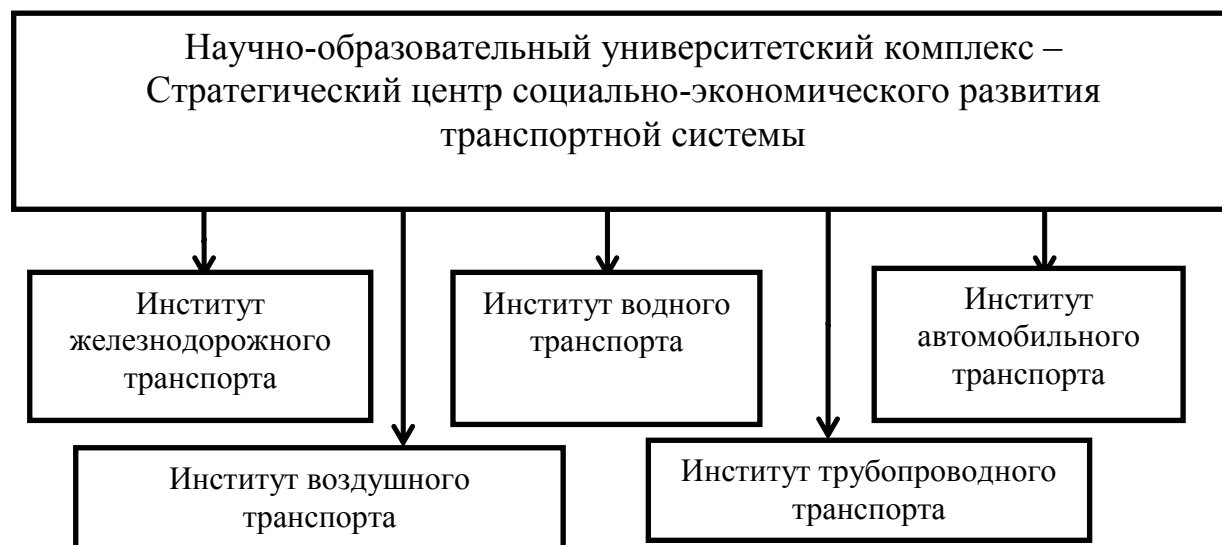 Научно-образовательный университетский комплекс –
Стратегический центр социально-экономического развития
транспортной системы
Институт
железнодорожного
транспорта
Институт водного
транспорта
Институт
автомобильного
транспорта
Институт воздушного
транспорта
Институт трубопроводного
транспорта